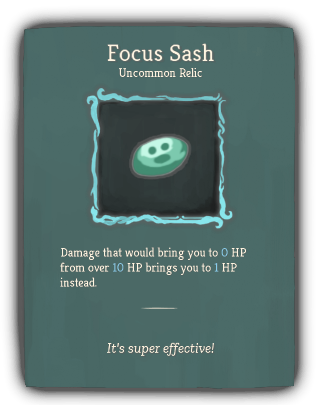 Focus Sash
Uncommon Relic
Damage that would bring you to 0 HP
from over 10 HP brings you to 1 HP
instead.
It's super effective!